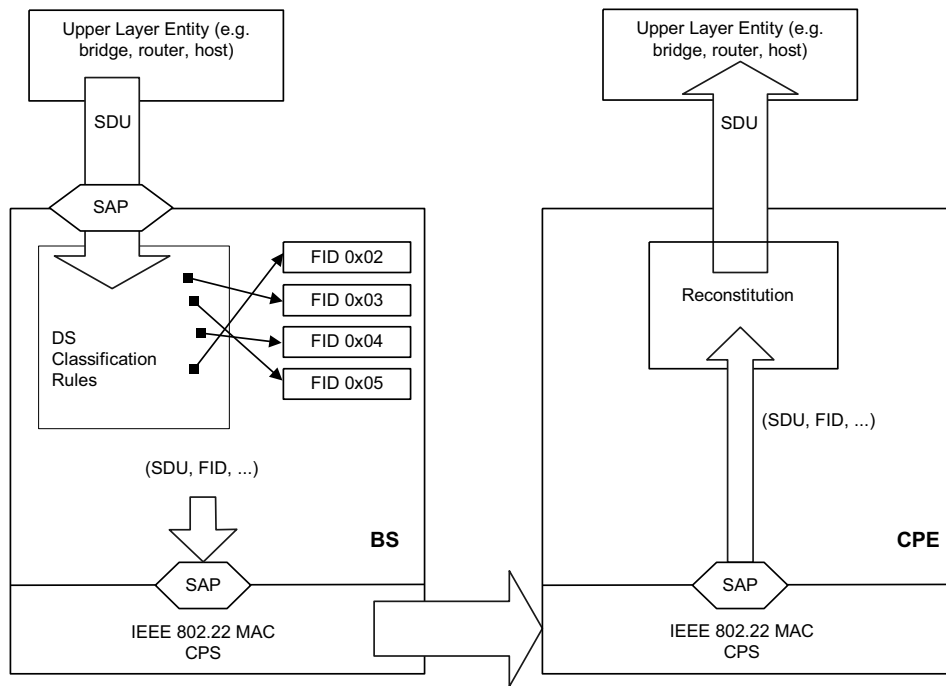 Upper Layer Entity (e.g.
bridge, router, host)
SDU
SAP
DS
Classification
Rules
FID 0x02
FID 0x03
FID 0x04
FID 0x05
(SDU, FID, ...)
BS
SAP
IEEE 802.22 MAC
CPS
Upper Layer Entity (e.g.
bridge, router, host)
SDU
Reconstitution
(SDU, FID, ...)
CPE
SAP
IEEE 802.22 MAC
CPS